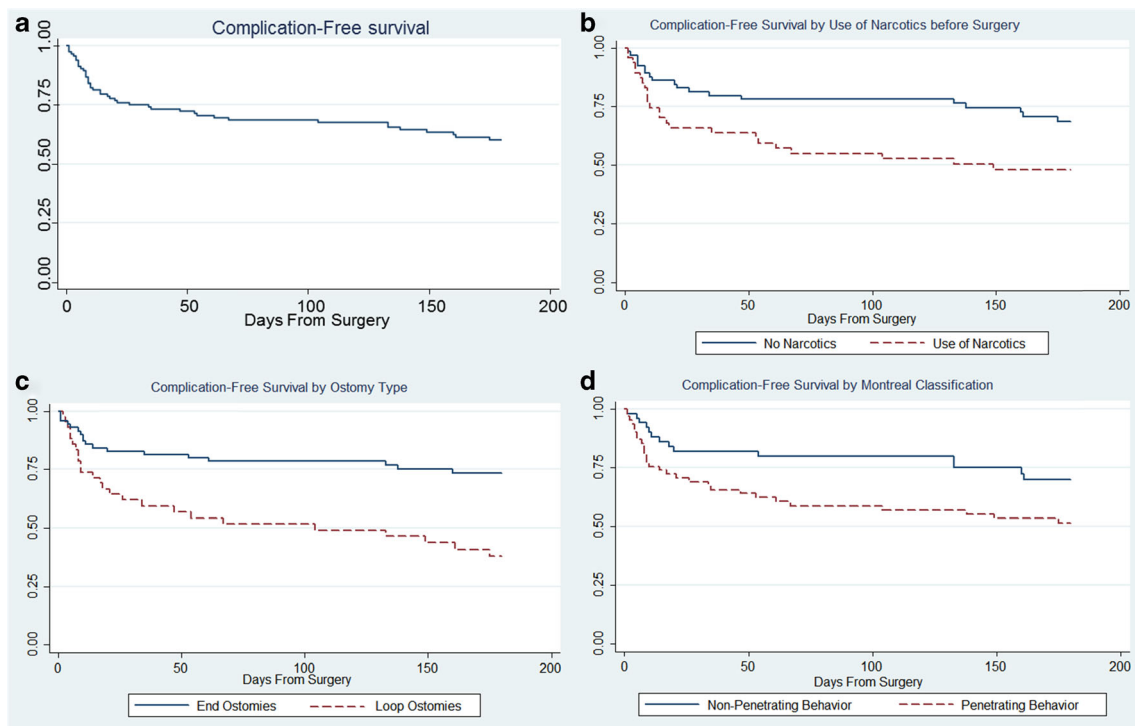 a
Complication-Free survival
1.00
0.75
0.50
0.25
0.00
0 50 100 150 200
Days From Surgery
b
Complication-Free Survival by Use of Narcotics before Surgery
1.00
0.75
0.50
0.25
0.00
0 50 100 150 200
Days From Surgery
No Narcotics Use of Narcotics
c
Complication-Free Survival by Ostomy Type
1.00
0.75
0.50
0.25
0.00
0 50 100 150 200
Days From Surgery
End Ostomies Loop Ostomies
d
Complication-Free Survival by Montreal Classification
1.00
0.75
0.50
0.25
0.00
0 50 100 150 200
Days From Surgery
Non-Penetrating Behavior Penetrating Behavior